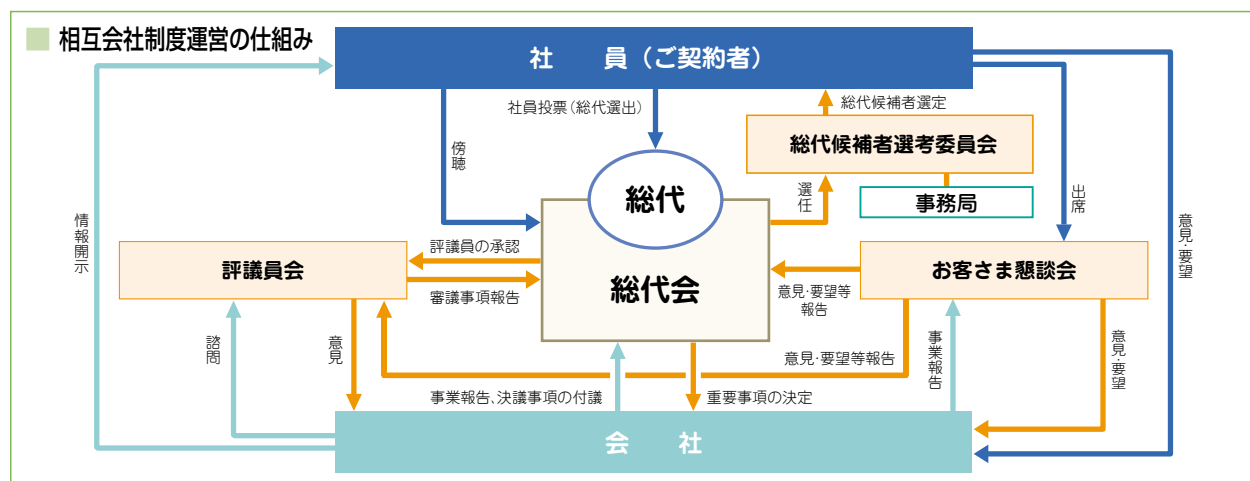 相互会社制度運営の仕組み
社　員（ご契約者）
社員投票（総代選出）
総代候補者選定
傍聴
総代候補者選考委員会
選任
事務局
出席
総代
情報開示
意見・要望
評議員の承認
評議員会
審議事項報告
総代会
意見・要望等
報告
お客さま懇談会
諮問
意見
意見・要望等報告
事業報告
意見・要望
事業報告、決議事項の付議
重要事項の決定
会　社